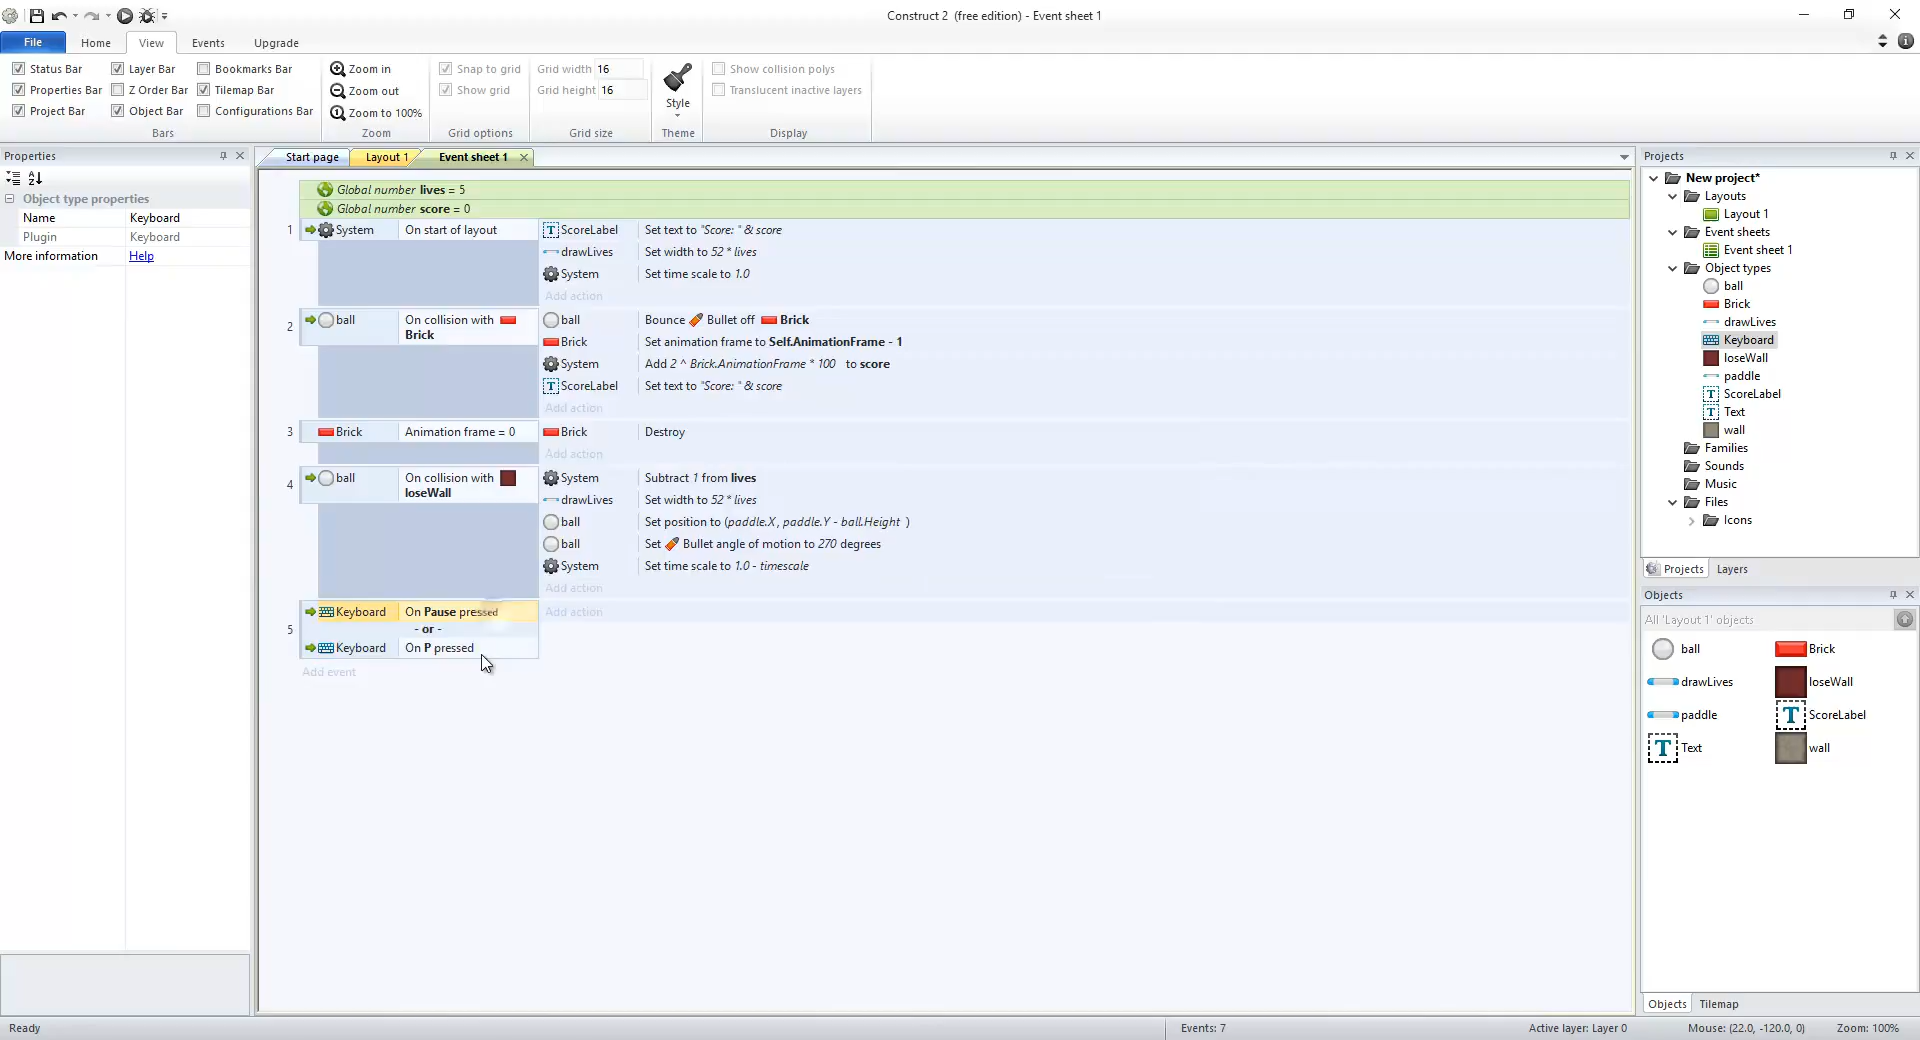 Construct 2 (free edition) - Event sheet 1
File Home View Events Upgrade
Status Bar Layer Bar Bookmarks Bar Zoom in Snap to grid Grid width 16 Show collision polys
Properties Bar Z Order Bar Tilemap Bar Zoom out Show grid Grid height 16 Translucent inactive layers
Project Bar Object Bar Configurations Bar Zoom to 100% Style
Bars Zoom Grid options Grid size Theme Display
Properties
Object type properties
Name Keyboard
Plugin Keyboard
More information Help
Start page Layout 1 Event sheet 1
Global number lives = 5
Global number score = 0
1 System On start of layout ScoreLabel Set text to "Score: " & score
drawLives Set width to 52 * lives
System Set time scale to 1.0
Add action
2 ball On collision with Brick ball Bounce Bullet off Brick
Brick Set animation frame to Self.AnimationFrame - 1
System Add 2 ^ Brick.AnimationFrame * 100 to score
ScoreLabel Set text to "Score: " & score
Add action
3 Brick Animation frame = 0 Brick Destroy
Add action
4 ball On collision with loseWall System Subtract 1 from lives
drawLives Set width to 52 * lives
ball Set position to (paddle.X, paddle.Y - ball.Height )
ball Set Bullet angle of motion to 270 degrees
System Set time scale to 1.0 - timescale
Add action
5 Keyboard On Pause pressed Add action
- or -
Keyboard On P pressed
Add event
Projects
New project*
Layouts
Layout 1
Event sheets
Event sheet 1
Object types
ball
Brick
drawLives
Keyboard
loseWall
paddle
ScoreLabel
Text
wall
Families
Sounds
Music
Files
Icons
Projects Layers
Objects
All 'Layout 1' objects
ball Brick
drawLives loseWall
paddle ScoreLabel
Text wall
Objects Tilemap
Ready Events: 7 Active layer: Layer 0 Mouse: (22.0, -120.0, 0) Zoom: 100%